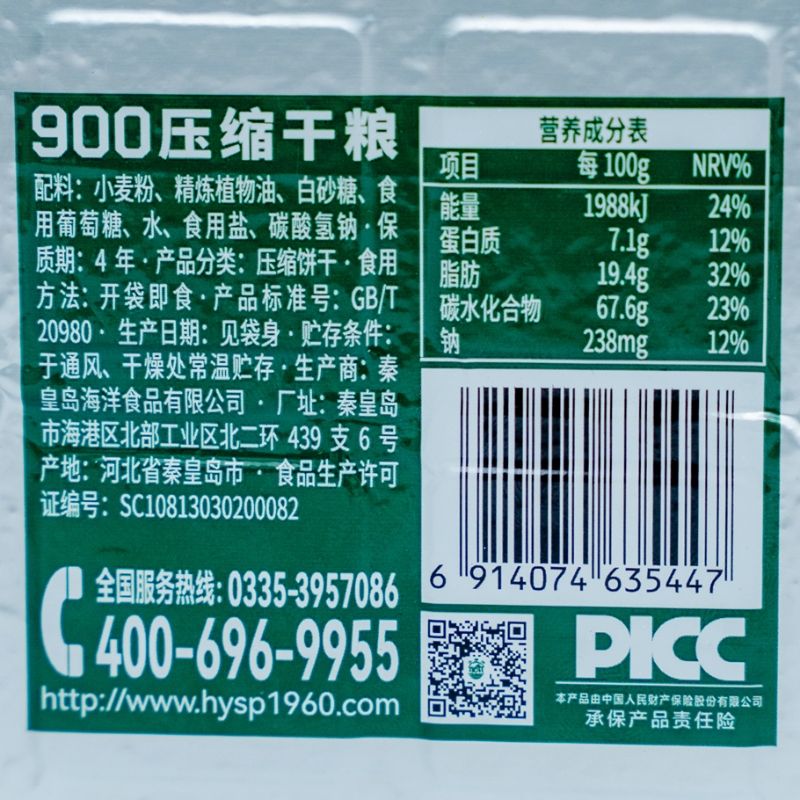 900压缩干粮
配料：小麦粉、精炼植物油、白砂糖、食
用葡萄糖、水、食用盐、碳酸氢钠·保
质期：4年·产品分类：压缩饼干·食用
方法：开袋即食·产品标准号：GB/T
20980·生产日期：见袋身·贮存条件：
于通风、干燥处常温贮存·生产商：秦
皇岛海洋食品有限公司·厂址：秦皇岛
市海港区北部工业区北二环439支6号
产地：河北省秦皇岛市·食品生产许可
证编号：SC10813030200082
全国服务热线：0335-3957086
400-696-9955
http://www.hysp1960.com
营养成分表
项目 每100g NRV%
能量 1988kJ 24%
蛋白质 7.1g 12%
脂肪 19.4g 32%
碳水化合物 67.6g 23%
钠 238mg 12%
6 914074 635447
PICC
本产品由中国人民财产保险股份有限公司
承保产品责任险